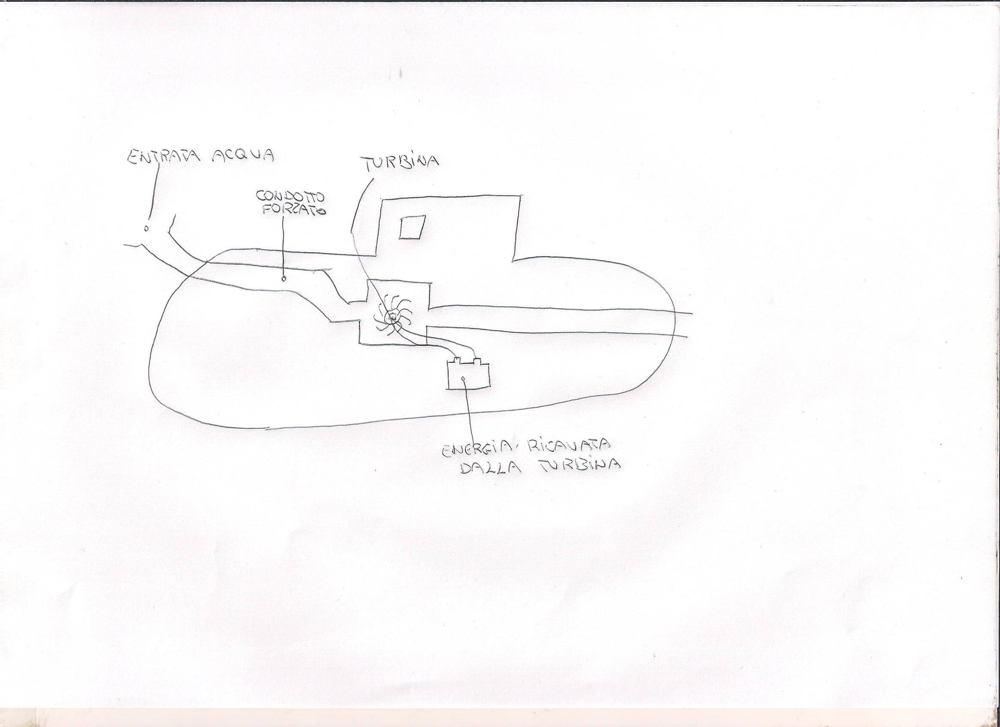 ENTRATA ACQUA
TURBiNA
CONDOTTO
FORZATO
ENERGiA RiCAVATA
DALLA TURBiNA